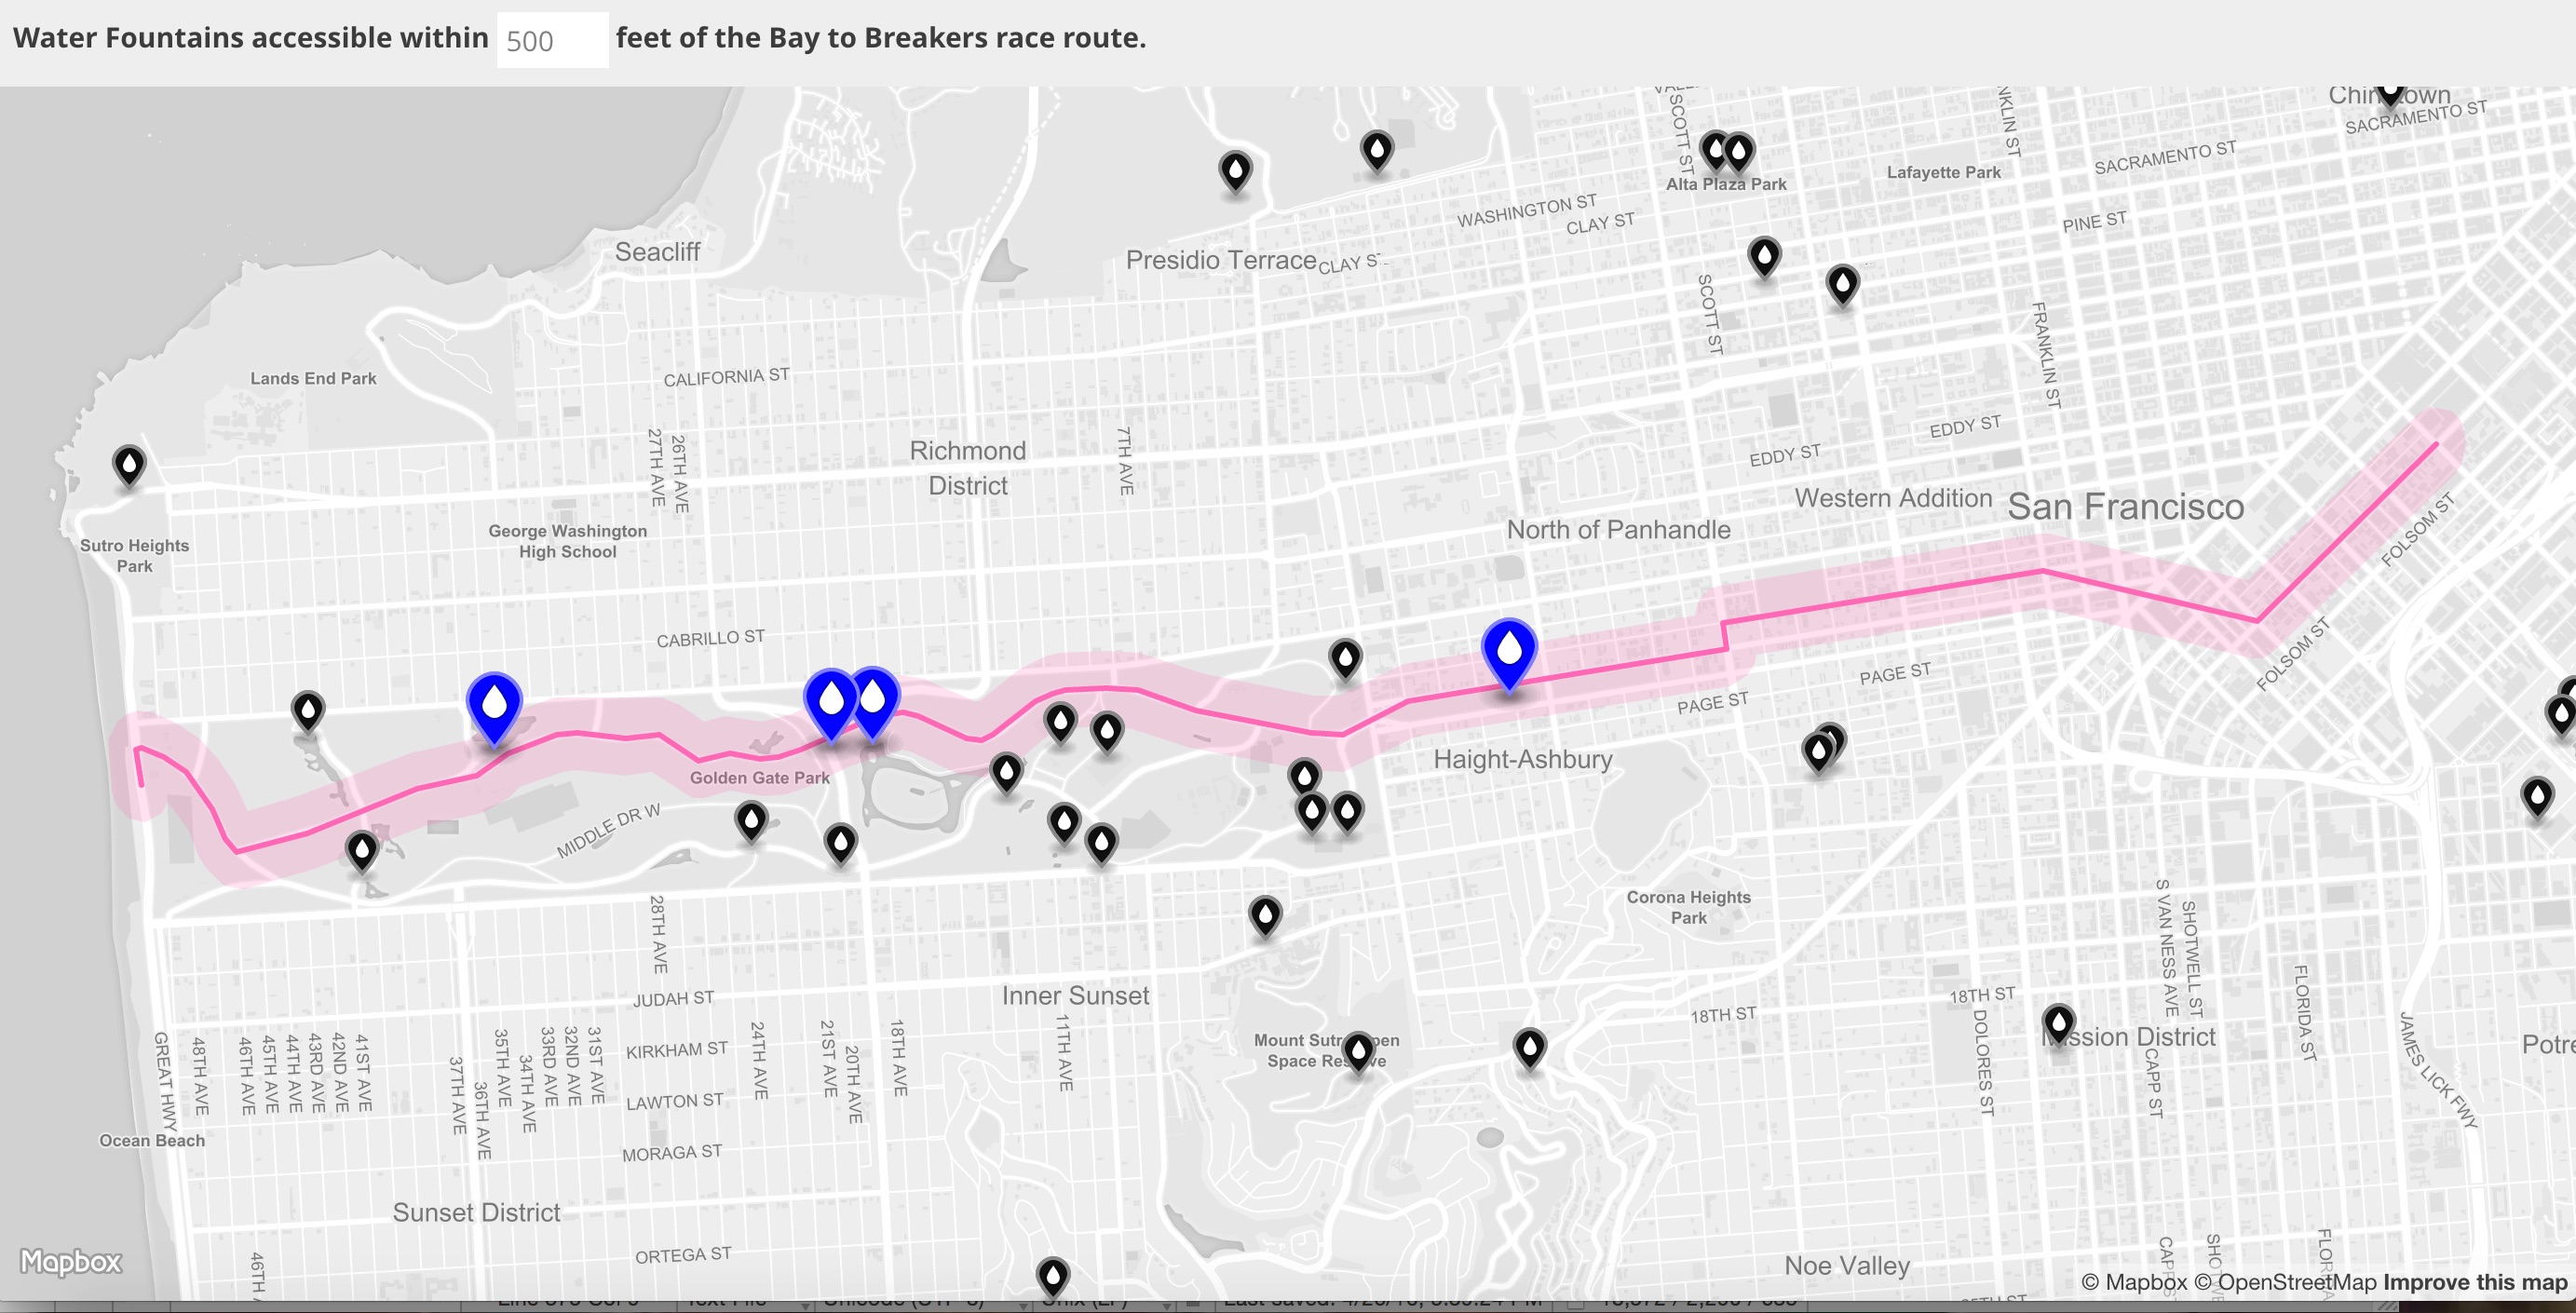 Water Fountains accessible within 500 feet of the Bay to Breakers race route.
SACRAMENTO ST
SCOTT ST
SACRAMENTO ST
Lafayette Park
Alta Plaza Park
WASHINGTON ST
CLAY ST
PINE ST
Seacliff
Presidio Terrace
CLAY S
SCOTT ST
FRANKLIN ST
Lands End Park
CALIFORNIA ST
27TH AVE
26TH AVE
7TH AVE
Richmond
District
EDDY ST
EDDY ST
Western Addition
San Francisco
George Washington
High School
North of Panhandle
FOLSOM ST
Sutro Heights
Park
CABRILLO ST
FOLSOM ST
PAGE ST
PAGE ST
Haight-Ashbury
Golden Gate Park
MIDDLE DR W
28TH AVE
Corona Heights
Park
S VAN NESS AVE
SHOTWELL ST
FLORIDA ST
JUDAH ST
Inner Sunset
18TH ST
18TH ST
Mission District
Potre
Mount Sutro Open
Space Reserve
DOLORES ST
CAPP ST
JAMES LICK FWY
GREAT HWY
48TH AVE
46TH AVE
45TH AVE
44TH AVE
43RD AVE
42ND AVE
41ST AVE
37TH AVE
36TH AVE
35TH AVE
34TH AVE
33RD AVE
32ND AVE
31ST AVE
KIRKHAM ST
24TH AVE
21ST AVE
20TH AVE
18TH AVE
11TH AVE
LAWTON ST
Ocean Beach
MORAGA ST
Sunset District
ORTEGA ST
46TH
Noe Valley
Mapbox
© Mapbox © OpenStreetMap Improve this map